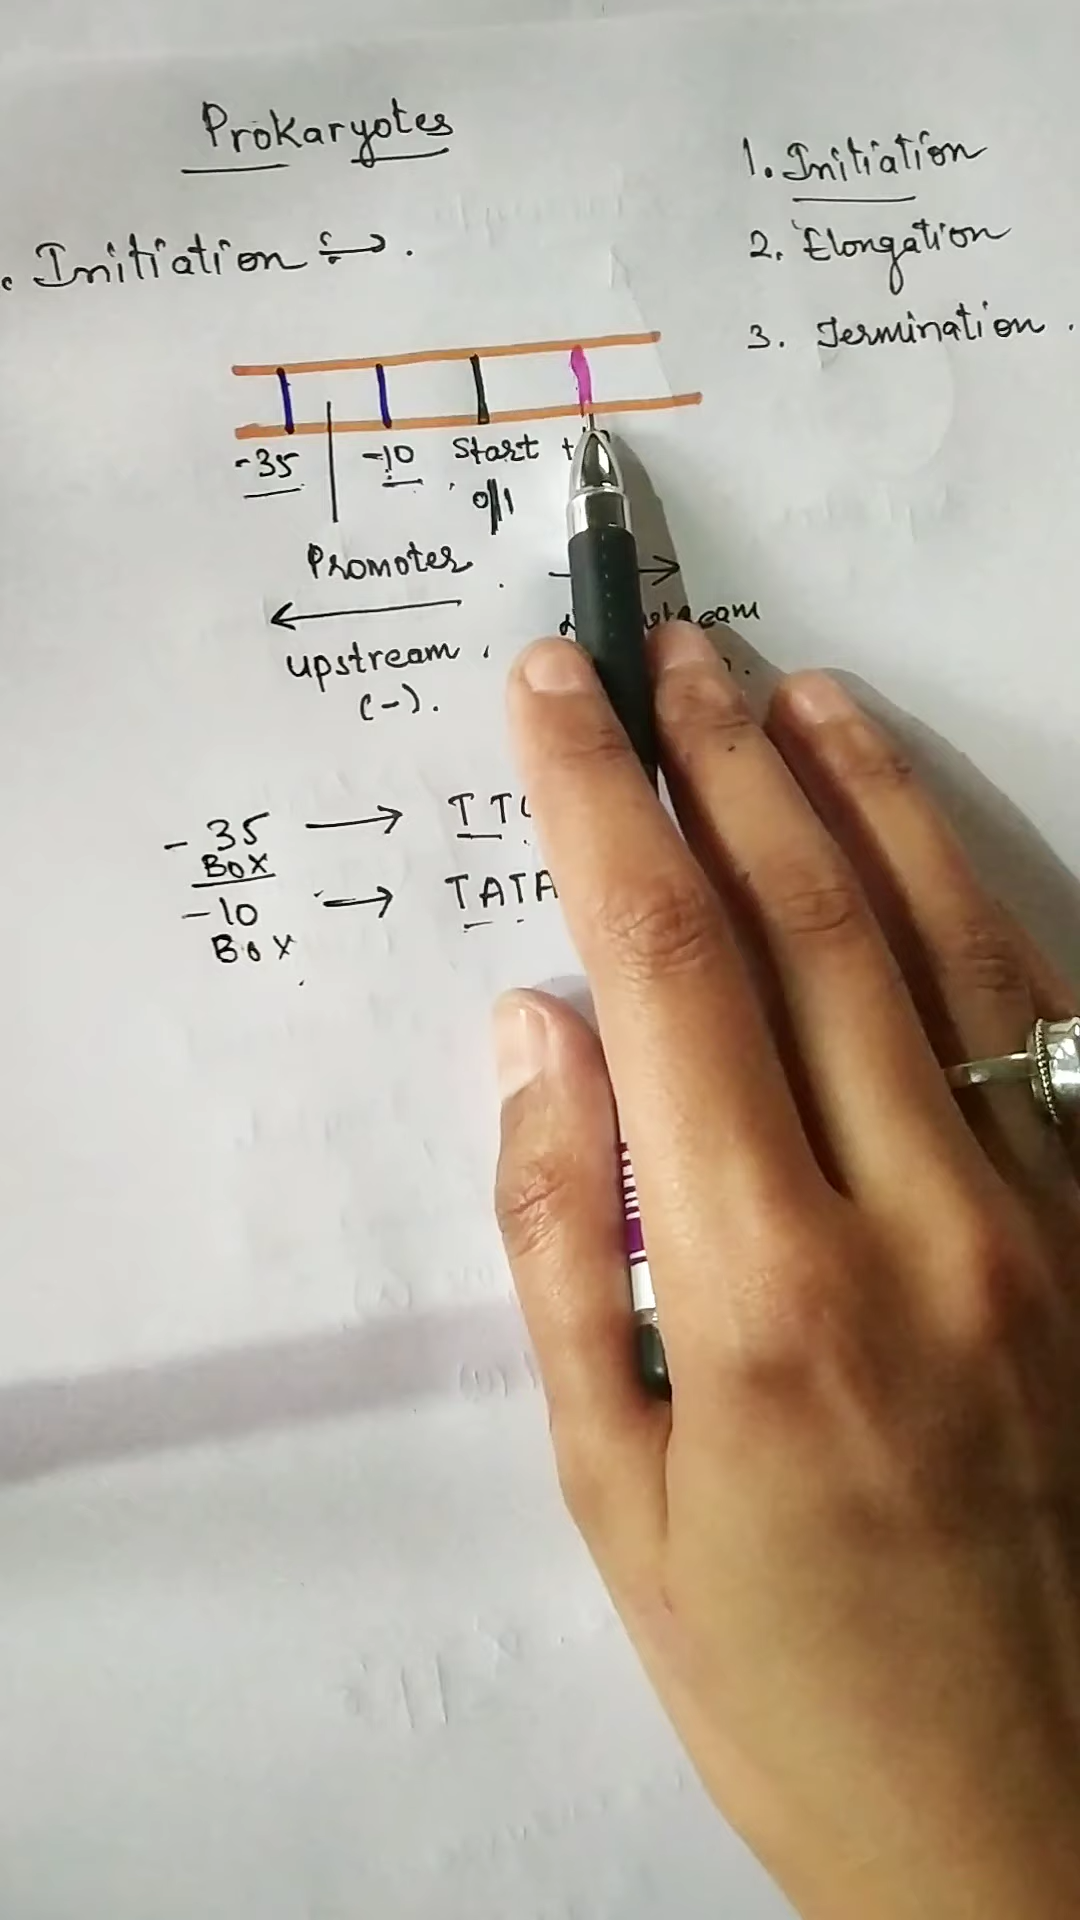 Prokaryotes
1. Initiation
2. Elongation
3. Termination.
Initiation
-35 -10 Start
0/1
Promoter
upstream.
(-).
-35 → TT
BOX
-10 → TATA
BOX